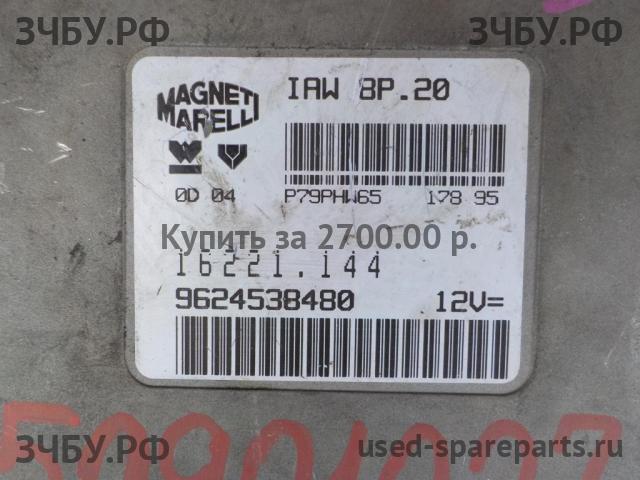 ЗЧБУ.РФ ЗЧБУ.РФ
MAGNETI MARELLI IAW 8P.20
0D 04 P79PHW65 178 95
Купить за 2700.00 р.
16221.144
9624538480 12V=
ЗЧБУ.РФ used-spareparts.ru